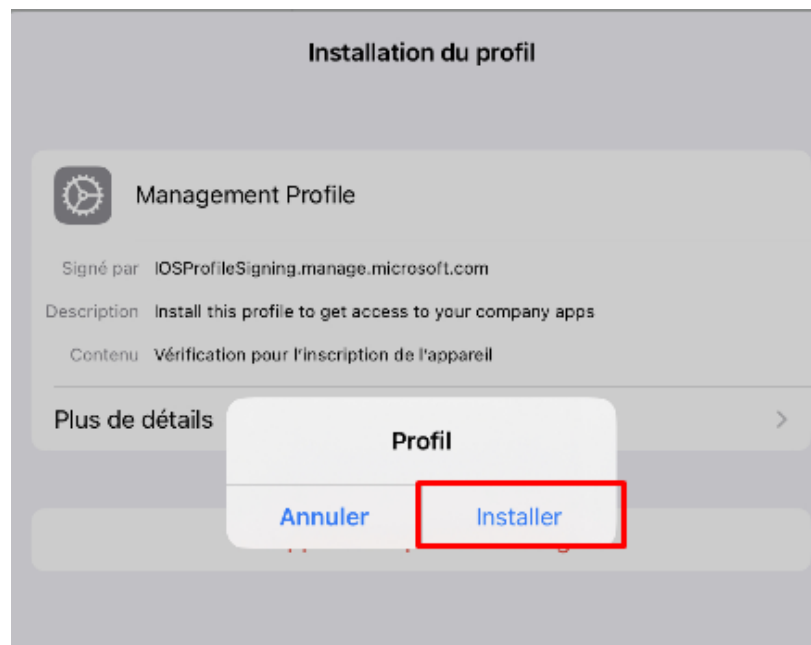 Installation du profil
Management Profile
Signé par IOSProfileSigning.manage.microsoft.com
Description Install this profile to get access to your company apps
Contenu Vérification pour l'inscription de l'appareil
Plus de détails
Profil
Annuler Installer